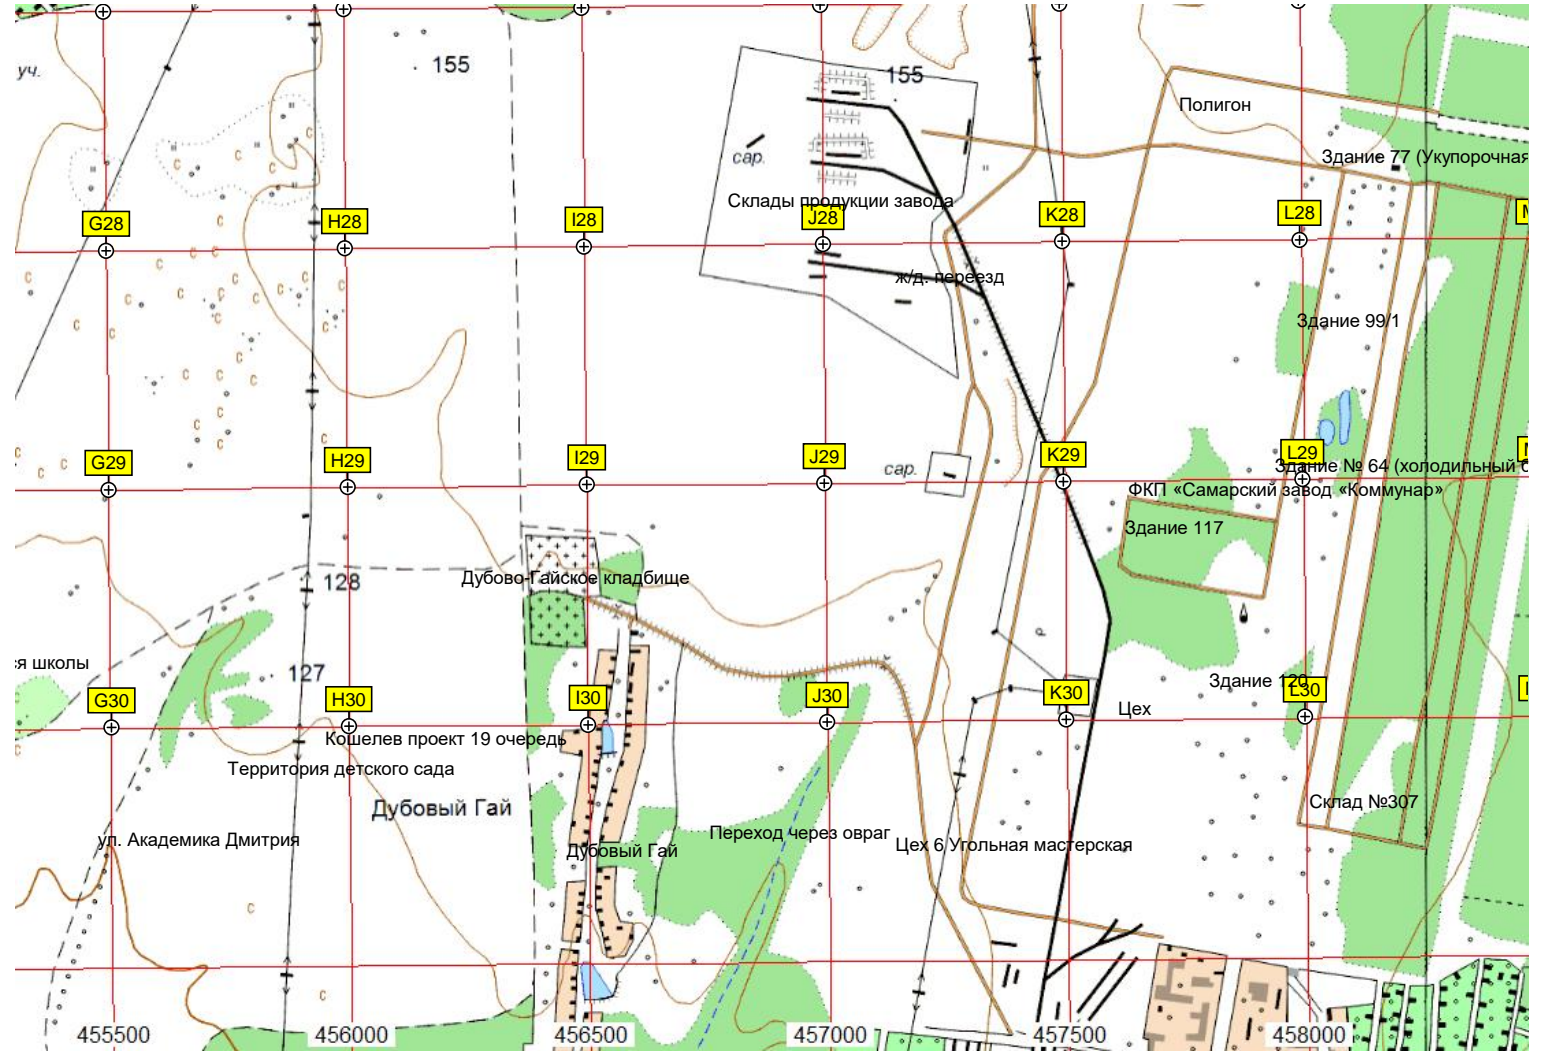 уч.
155
155
Полигон
Здание 77 (Укупорочная
сар.
Склады продукции завода
G28
H28
I28
J28
K28
L28
ж/д. переезд
Здание 99/1
G29
H29
I29
J29
сар.
K29
L29
Здание № 64 (холодильный
ФКП «Самарский завод «Коммунар»
Здание 117
Дубово-Гайское кладбище
128
ся школы
127
Здание 120
G30
H30
I30
J30
K30
L30
Цех
Кошелев проект 19 очередь
Территория детского сада
Дубовый Гай
Склад №307
ул. Академика Дмитрия
Переход через овраг
Дубовый Гай
Цех 6 Угольная мастерская
455500
456000
456500
457000
457500
458000